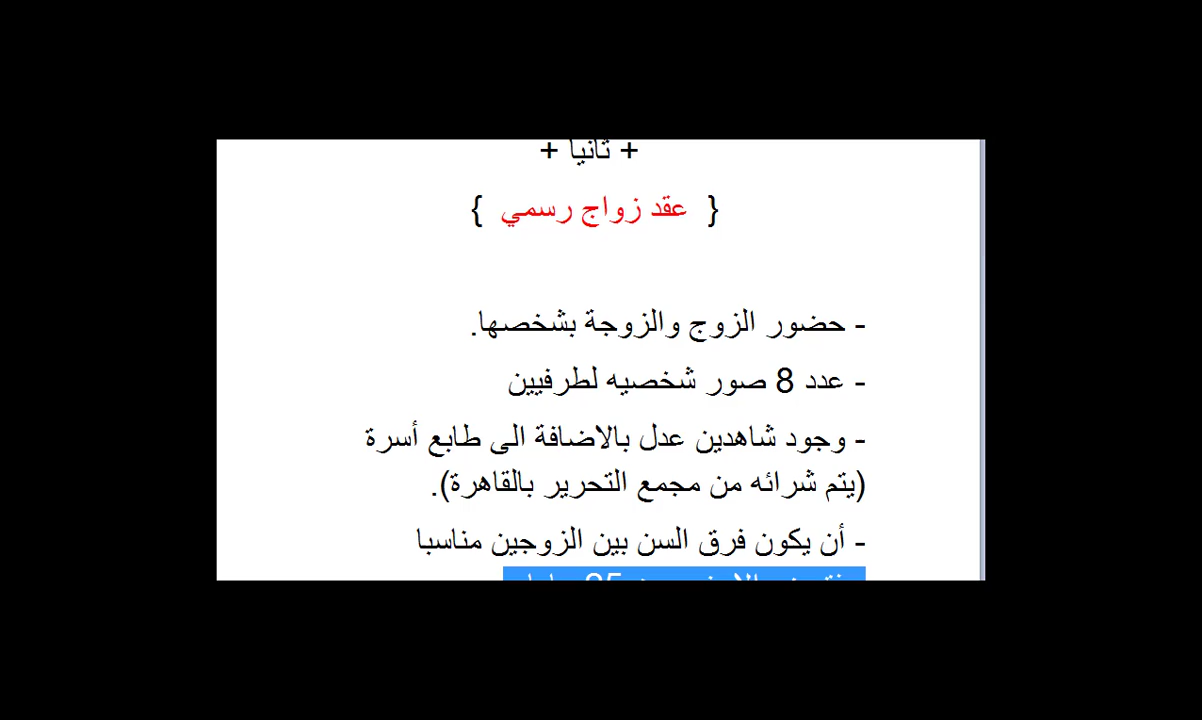 + ثانيا +
{ عقد زواج رسمي }
- حضور الزوج والزوجة بشخصها.
- عدد 8 صور شخصيه لطرفيين
- وجود شاهدين عدل بالاضافة الى طابع أسرة
(يتم شرائه من مجمع التحرير بالقاهرة).
- أن يكون فرق السن بين الزوجين مناسبا
25